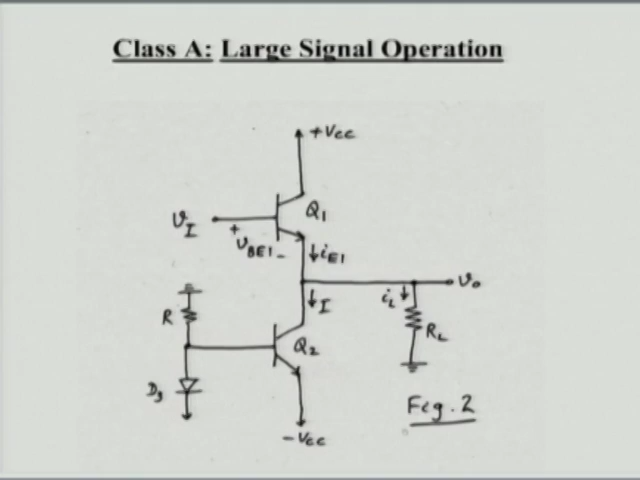 Class A: Large Signal Operation
+Vcc
Q1
vI
+
VBE1 -
↓iE1
vo
↓I
iL↓
R
RL
Q2
D3
Fig. 2
-Vcc